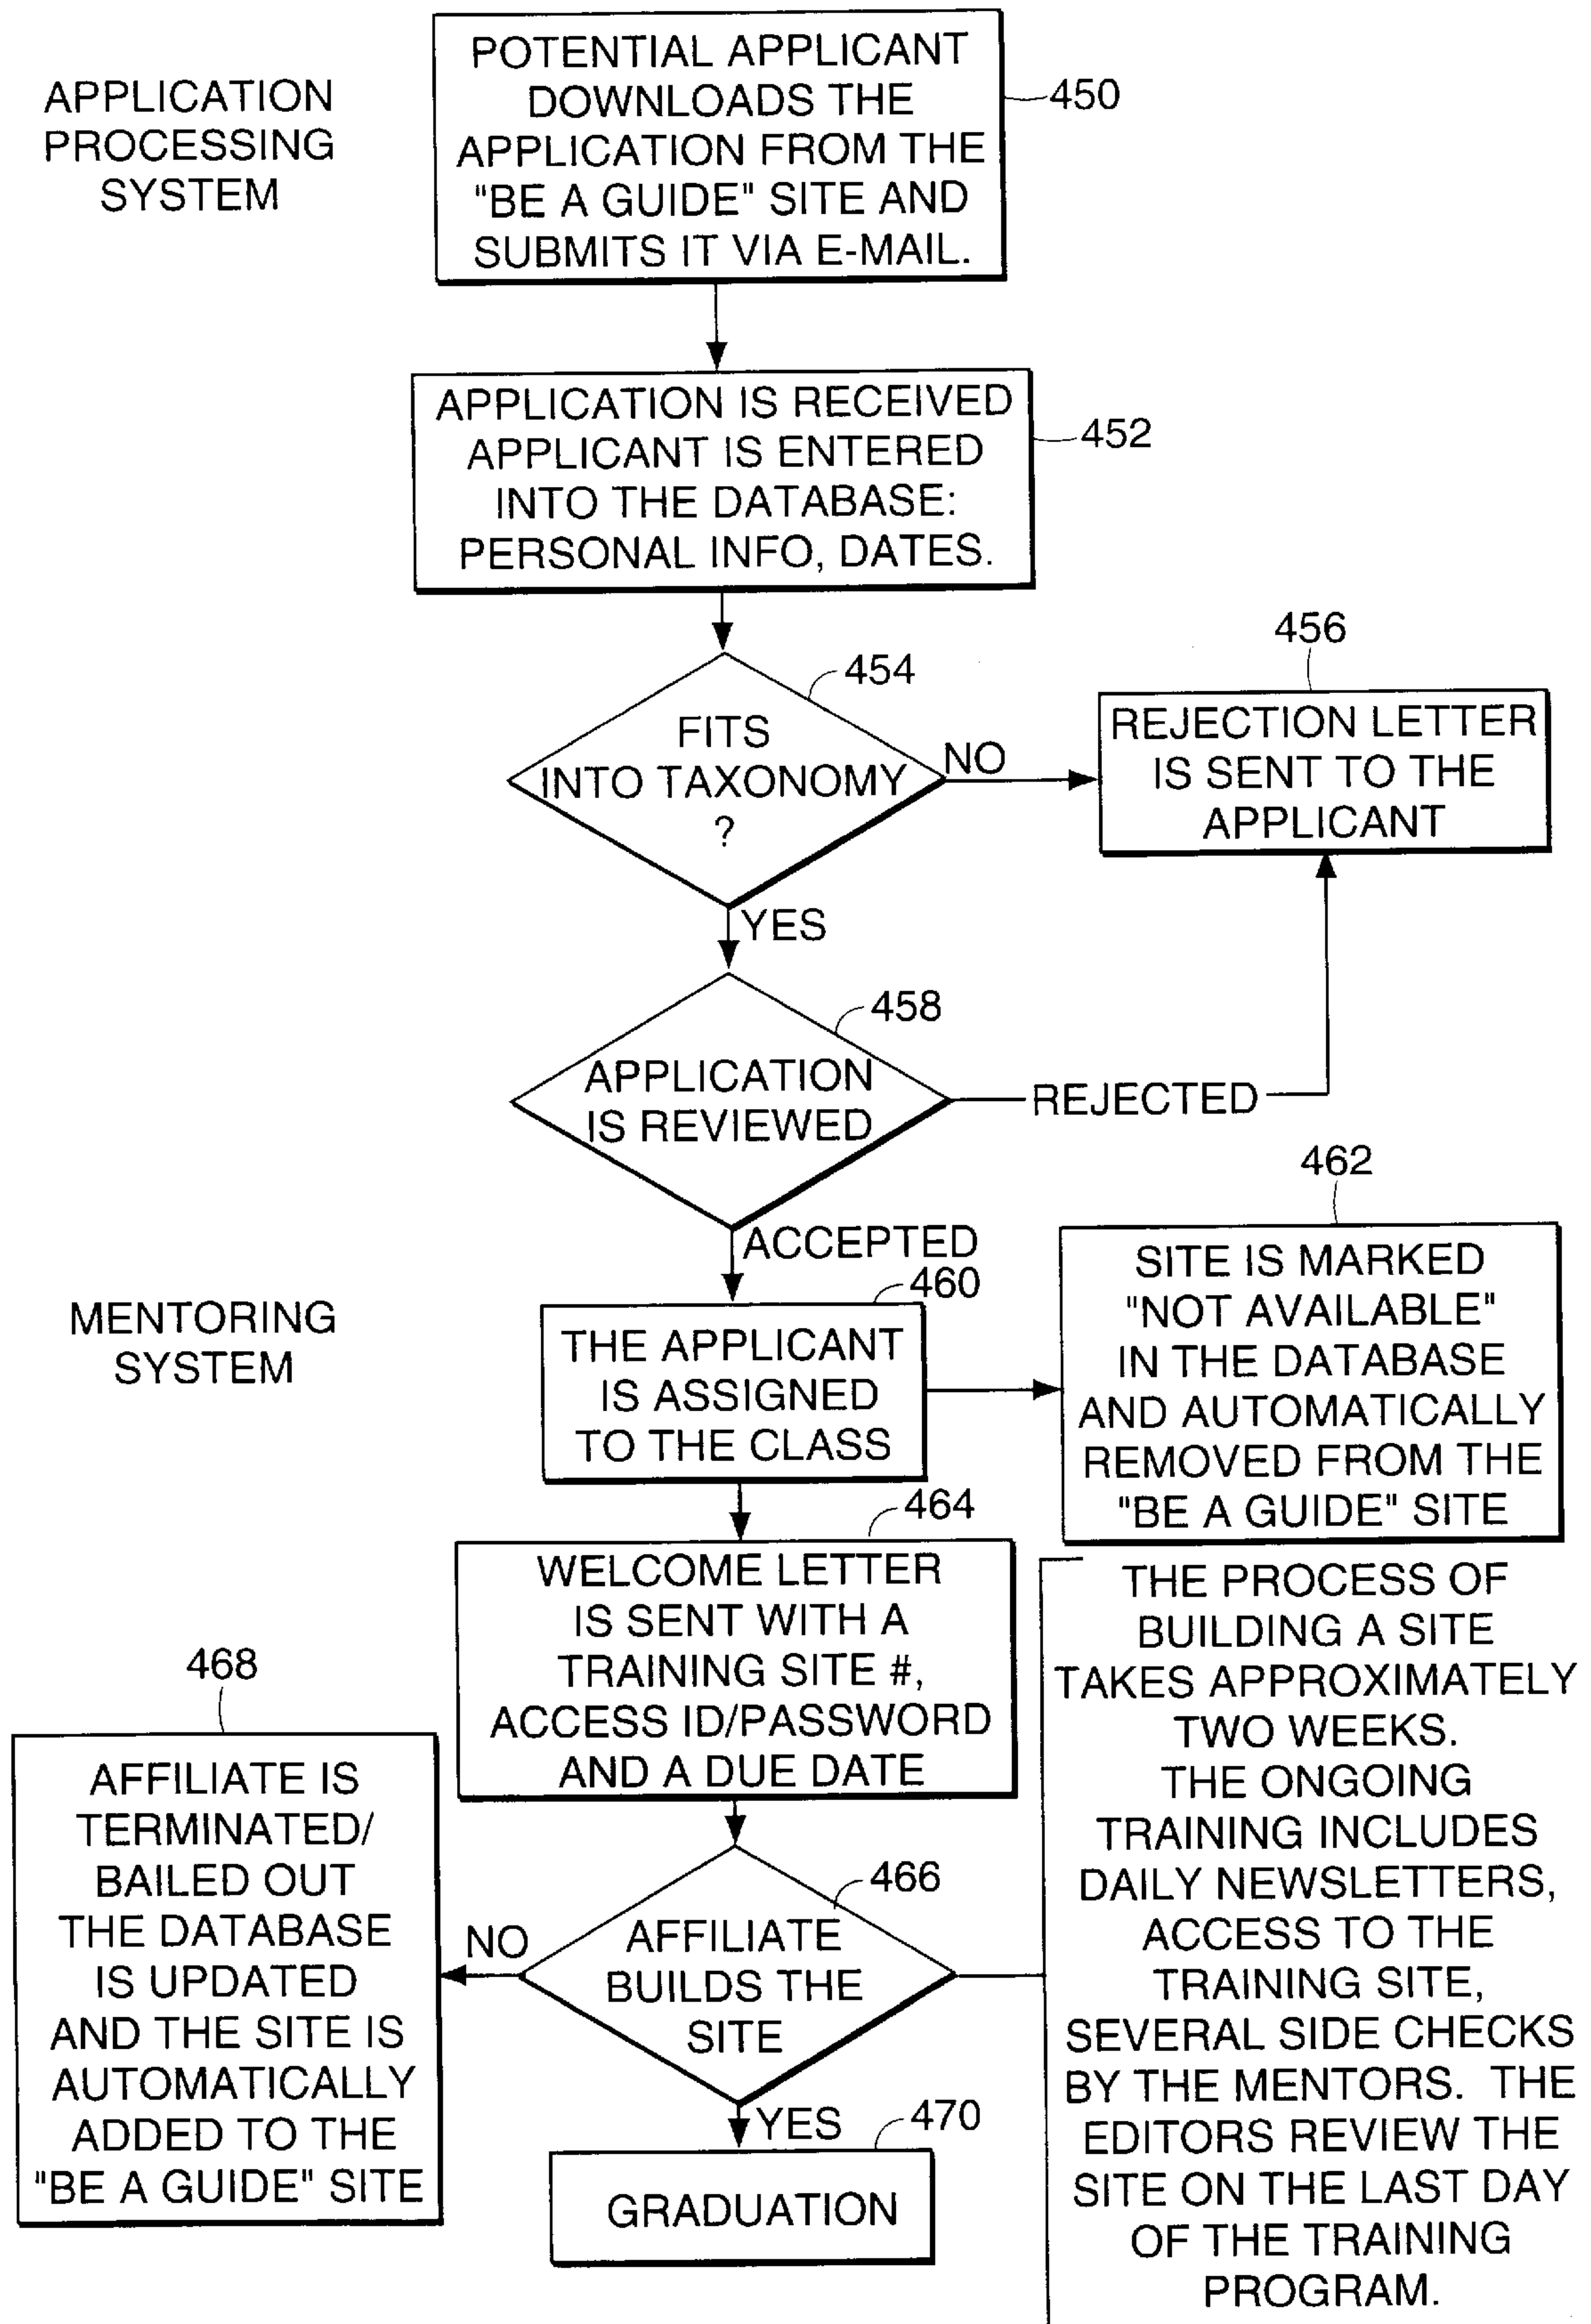 APPLICATION
PROCESSING
SYSTEM
POTENTIAL APPLICANT
DOWNLOADS THE
APPLICATION FROM THE
"BE A GUIDE" SITE AND
SUBMITS IT VIA E-MAIL.
450
APPLICATION IS RECEIVED
APPLICANT IS ENTERED
INTO THE DATABASE:
PERSONAL INFO, DATES.
452
454
FITS
INTO TAXONOMY
?
NO
456
REJECTION LETTER
IS SENT TO THE
APPLICANT
YES
458
APPLICATION
IS REVIEWED
REJECTED
ACCEPTED
MENTORING
SYSTEM
460
THE APPLICANT
IS ASSIGNED
TO THE CLASS
462
SITE IS MARKED
"NOT AVAILABLE"
IN THE DATABASE
AND AUTOMATICALLY
REMOVED FROM THE
"BE A GUIDE" SITE
464
WELCOME LETTER
IS SENT WITH A
TRAINING SITE #,
ACCESS ID/PASSWORD
AND A DUE DATE
466
AFFILIATE
BUILDS THE
SITE
NO
468
AFFILIATE IS
TERMINATED/
BAILED OUT
THE DATABASE
IS UPDATED
AND THE SITE IS
AUTOMATICALLY
ADDED TO THE
"BE A GUIDE" SITE
YES
470
GRADUATION
THE PROCESS OF
BUILDING A SITE
TAKES APPROXIMATELY
TWO WEEKS.
THE ONGOING
TRAINING INCLUDES
DAILY NEWSLETTERS,
ACCESS TO THE
TRAINING SITE,
SEVERAL SIDE CHECKS
BY THE MENTORS. THE
EDITORS REVIEW THE
SITE ON THE LAST DAY
OF THE TRAINING
PROGRAM.